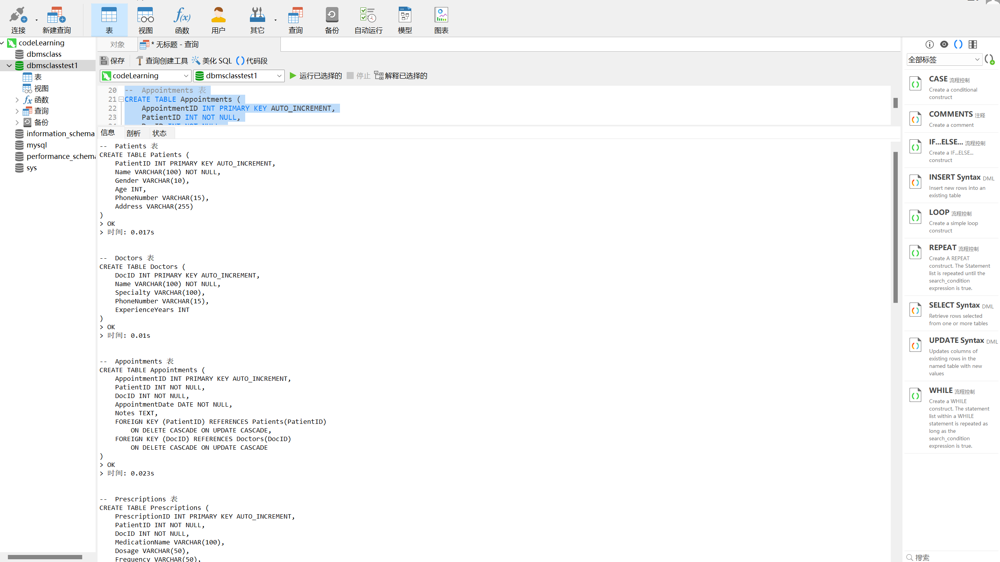 连接
新建查询
表
视图
函数
用户
其它
查询
备份
自动运行
模型
图表
codeLearning
dbmsclass
dbmsclasstest1
表
视图
函数
查询
备份
information_schema
mysql
performance_schema
sys
对象
* 无标题 - 查询
保存
查询创建工具
美化 SQL
代码段
codeLearning
dbmsclasstest1
运行已选择的
停止
解释已选择的
20 -- Appointments 表
21 CREATE TABLE Appointments (
22 AppointmentID INT PRIMARY KEY AUTO_INCREMENT,
23 PatientID INT NOT NULL,
信息
剖析
状态
-- Patients 表
CREATE TABLE Patients (
PatientID INT PRIMARY KEY AUTO_INCREMENT,
Name VARCHAR(100) NOT NULL,
Gender VARCHAR(10),
Age INT,
PhoneNumber VARCHAR(15),
Address VARCHAR(255)
)
> OK
> 时间: 0.017s
-- Doctors 表
CREATE TABLE Doctors (
DocID INT PRIMARY KEY AUTO_INCREMENT,
Name VARCHAR(100) NOT NULL,
Specialty VARCHAR(100),
PhoneNumber VARCHAR(15),
ExperienceYears INT
)
> OK
> 时间: 0.01s
-- Appointments 表
CREATE TABLE Appointments (
AppointmentID INT PRIMARY KEY AUTO_INCREMENT,
PatientID INT NOT NULL,
DocID INT NOT NULL,
AppointmentDate DATE NOT NULL,
Notes TEXT,
FOREIGN KEY (PatientID) REFERENCES Patients(PatientID)
ON DELETE CASCADE ON UPDATE CASCADE,
FOREIGN KEY (DocID) REFERENCES Doctors(DocID)
ON DELETE CASCADE ON UPDATE CASCADE
)
> OK
> 时间: 0.023s
-- Prescriptions 表
CREATE TABLE Prescriptions (
PrescriptionID INT PRIMARY KEY AUTO_INCREMENT,
PatientID INT NOT NULL,
DocID INT NOT NULL,
MedicationName VARCHAR(100),
Dosage VARCHAR(50),
Frequency VARCHAR(50),
全部标签
CASE 流程控制
Create a conditional
construct
COMMENTS 注释
Create a comment
IF...ELSE... 流程控制
Create a IF...ELSE...
construct
INSERT Syntax DML
Insert new rows into an
existing table
LOOP 流程控制
Create a simple loop
construct
REPEAT 流程控制
Create A REPEAT
construct. The Statement
list is repeated until the
search_condition
expression is true.
SELECT Syntax DML
Retrieve rows selected
from one or more tables
UPDATE Syntax DML
Updates columns of
existing rows in the
named table with new
values
WHILE 流程控制
Create a WHILE
construct. The statement
list within a WHILE
statement is repeated as
long as the
search_condition
expression is true.
搜索